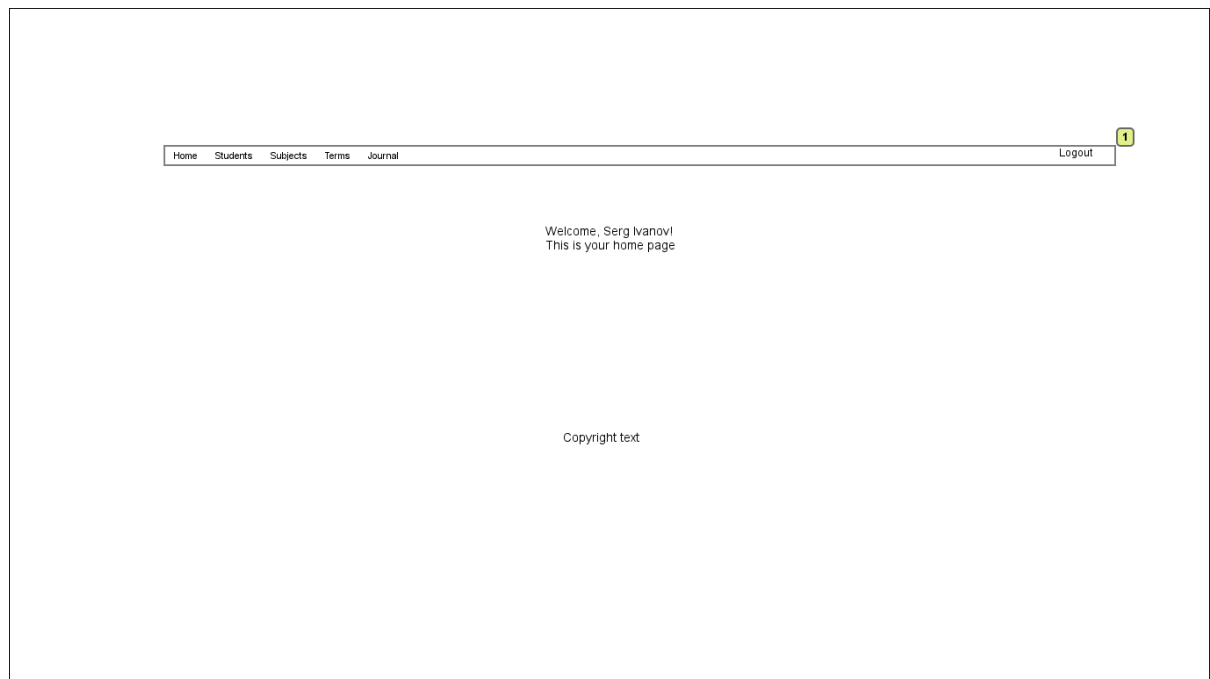 1
Home Students Subjects Terms Journal Logout
Welcome, Serg Ivanov!
This is your home page
Copyright text